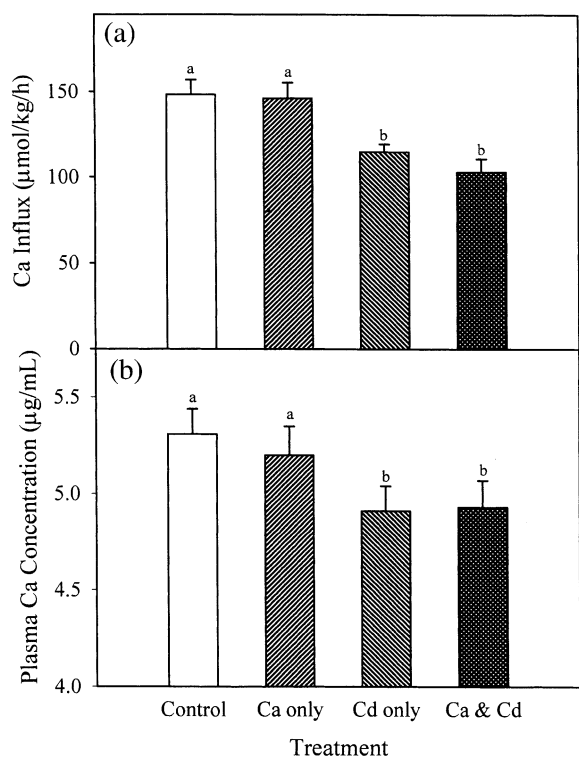 (a)
Ca Influx (µmol/kg/h)
150
100
50
0
a
a
b
b
(b)
Plasma Ca Concentration (µg/mL)
5.5
5.0
4.5
4.0
a
a
b
b
Control Ca only Cd only Ca & Cd
Treatment